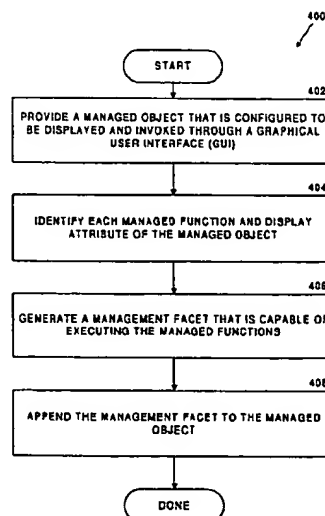 400
START
402
PROVIDE A MANAGED OBJECT THAT IS CONFIGURED TO
BE DISPLAYED AND INVOKED THROUGH A GRAPHICAL
USER INTERFACE (GUI)
404
IDENTIFY EACH MANAGED FUNCTION AND DISPLAY
ATTRIBUTE OF THE MANAGED OBJECT
406
GENERATE A MANAGEMENT FACET THAT IS CAPABLE OF
EXECUTING THE MANAGED FUNCTIONS
408
APPEND THE MANAGEMENT FACET TO THE MANAGED
OBJECT
DONE